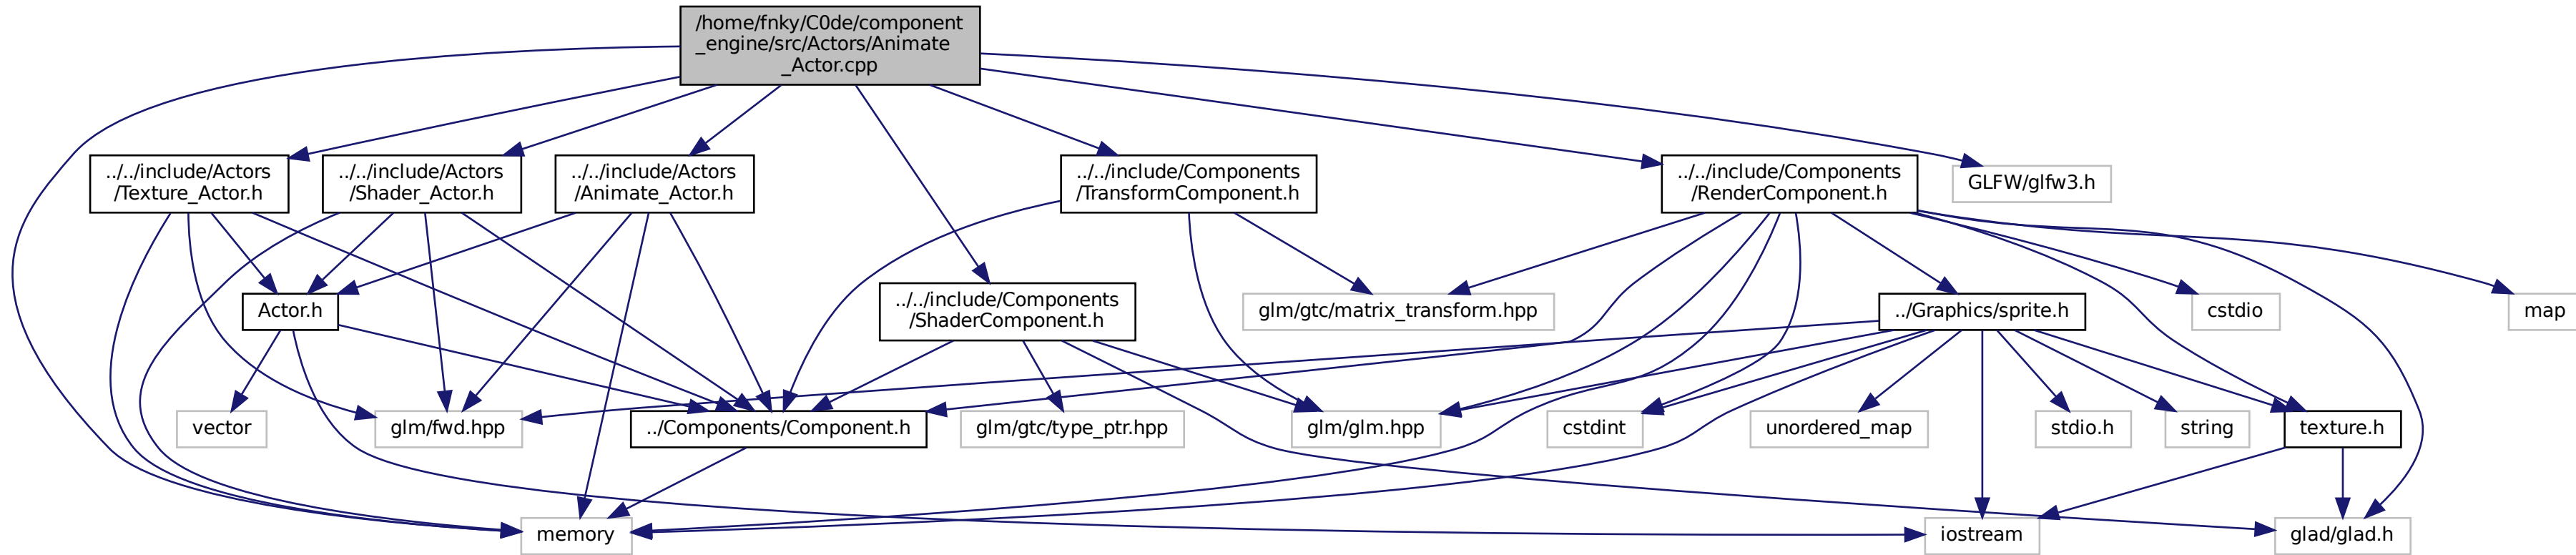 /home/fnky/C0de/component
_engine/src/Actors/Animate
_Actor.cpp
../../include/Actors
/Texture_Actor.h
../../include/Actors
/Shader_Actor.h
../../include/Actors
/Animate_Actor.h
../../include/Components
/TransformComponent.h
../../include/Components
/RenderComponent.h
GLFW/glfw3.h
Actor.h
../../include/Components
/ShaderComponent.h
glm/gtc/matrix_transform.hpp
../Graphics/sprite.h
cstdio
map
vector
glm/fwd.hpp
../Components/Component.h
glm/gtc/type_ptr.hpp
glm/glm.hpp
cstdint
unordered_map
stdio.h
string
texture.h
memory
iostream
glad/glad.h